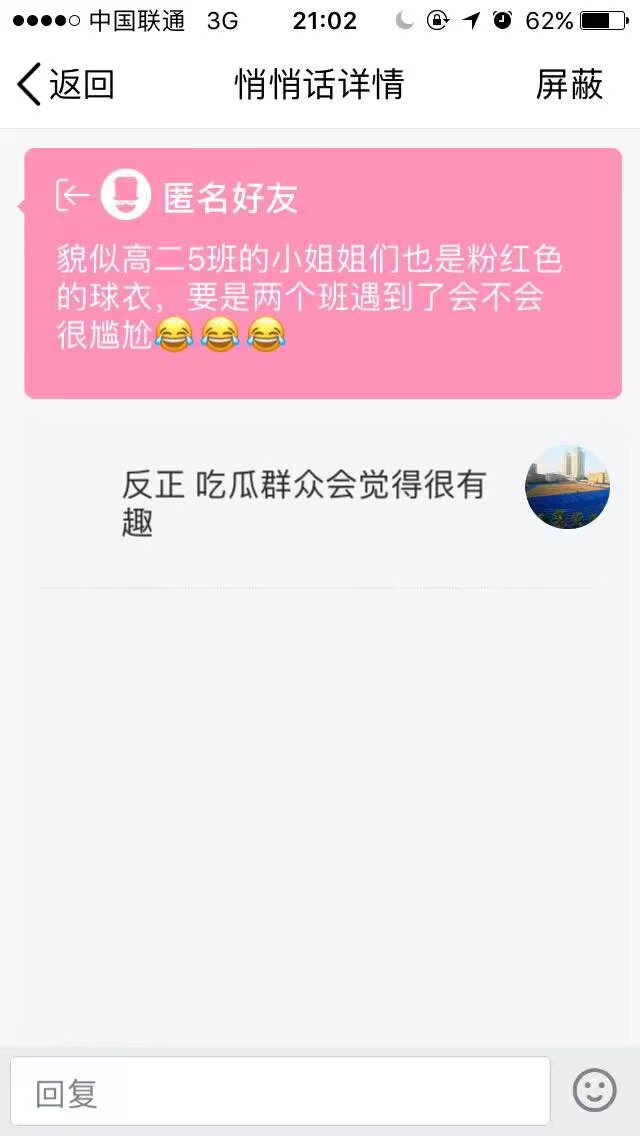 中国联通 3G 21:02 62%
返回 悄悄话详情 屏蔽
匿名好友
貌似高二5班的小姐姐们也是粉红色
的球衣，要是两个班遇到了会不会
很尴尬😂😂😂
反正 吃瓜群众会觉得很有
趣
回复